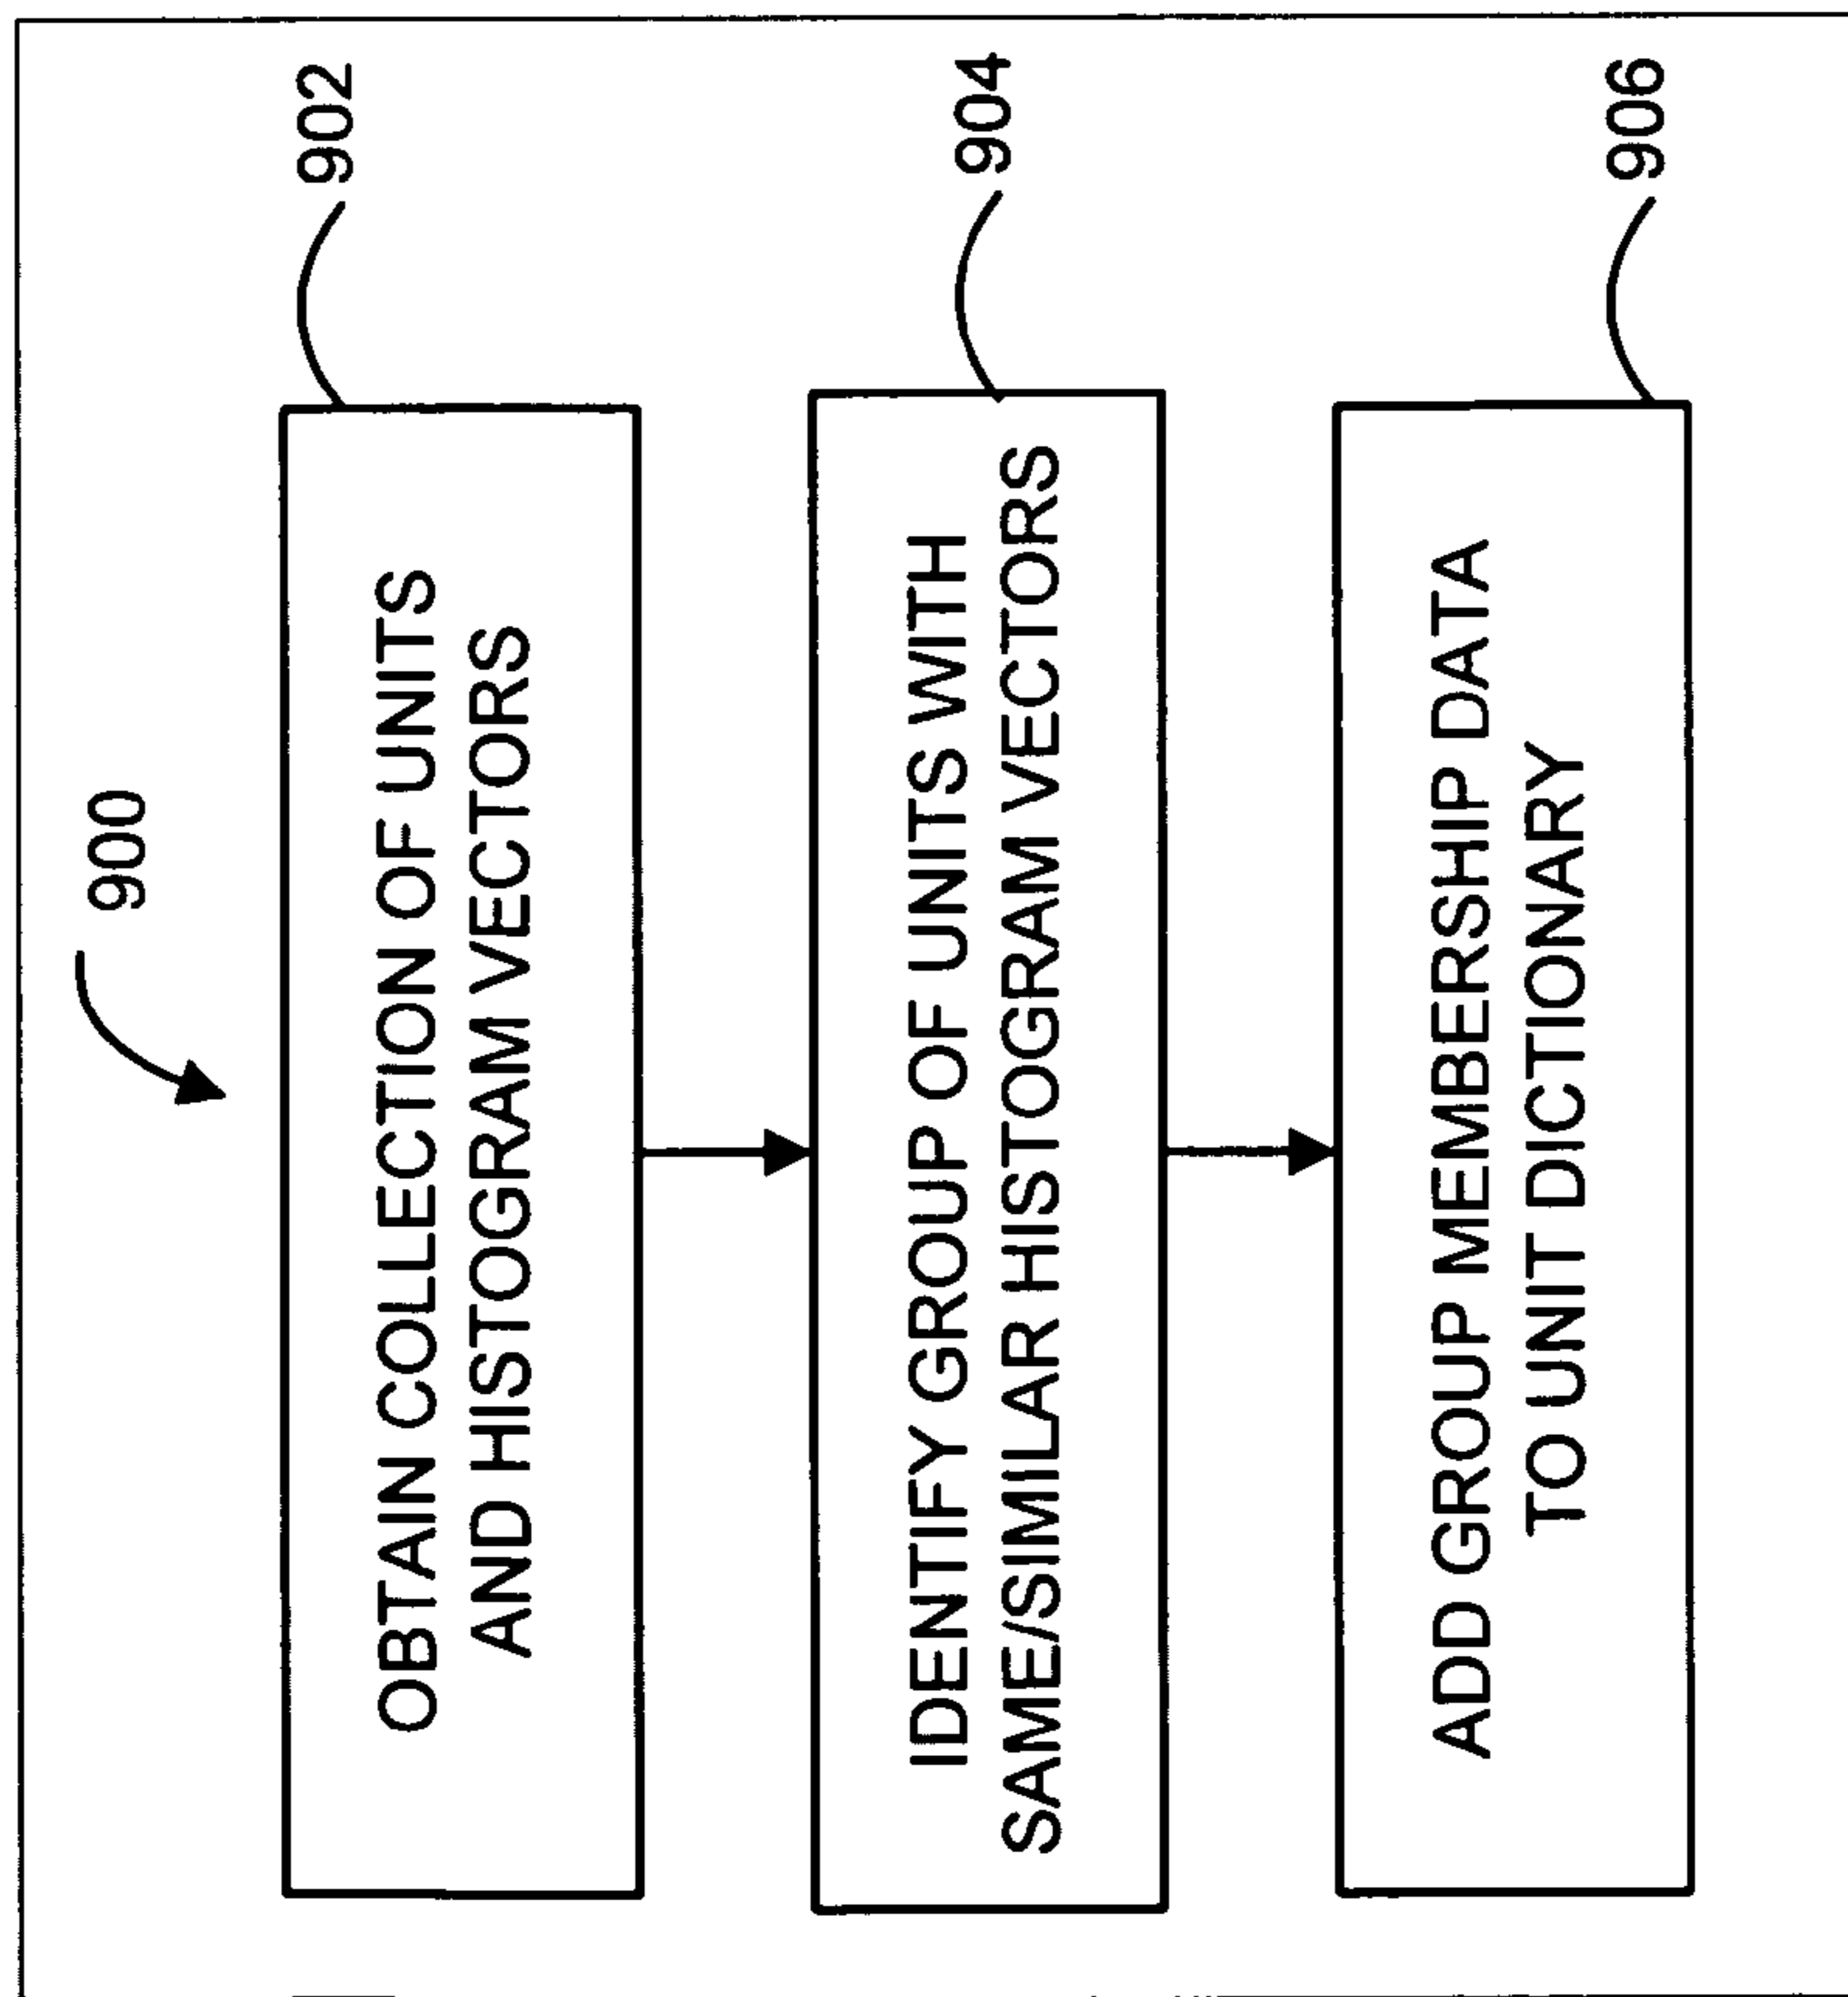 900
902
OBTAIN COLLECTION OF UNITS
AND HISTOGRAM VECTORS
904
IDENTIFY GROUP OF UNITS WITH
SAME/SIMILAR HISTOGRAM VECTORS
906
ADD GROUP MEMBERSHIP DATA
TO UNIT DICTIONARY